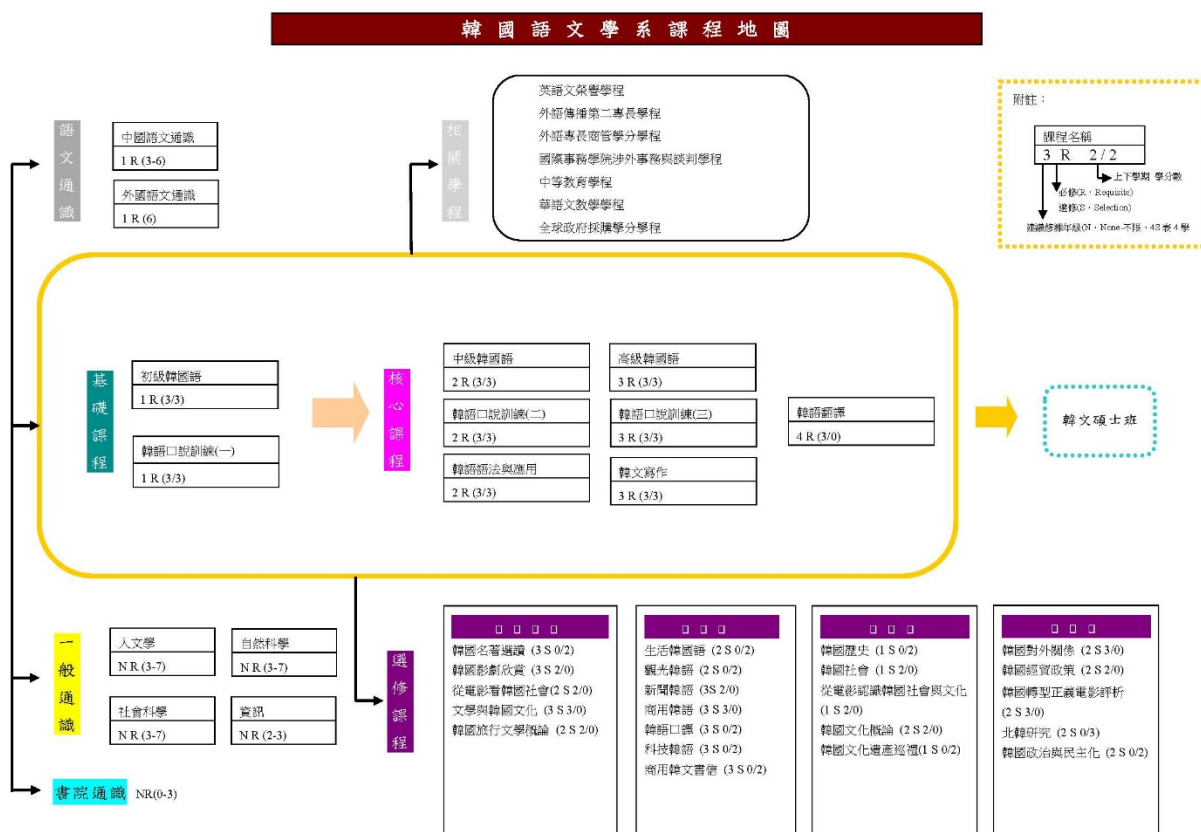 韓國語文學系課程地圖
語文通識
中國語文通識
1 R (3-6)
外國語文通識
1 R (6)
相關學程
英語文榮譽學程
外語傳播第二專長學程
外語專長商管學分學程
國際事務學院涉外事務與談判學程
中等教育學程
華語文教學學程
全球政府採購學分學程
附註：
課程名稱
3 R 2/2
上下學期 學分數
必修(R，Requisite)
選修(S，Selection)
建議修課年級(N，None-不限，4S表4學
基礎課程
初級韓國語
1 R (3/3)
韓語口說訓練(一)
1 R (3/3)
核心課程
中級韓國語
2 R (3/3)
韓語口說訓練(二)
2 R (3/3)
韓語語法與應用
2 R (3/3)
高級韓國語
3 R (3/3)
韓語口說訓練(三)
3 R (3/3)
韓文寫作
3 R (3/3)
韓語翻譯
4 R (3/0)
韓文碩士班
一般通識
人文學
N R (3-7)
自然科學
N R (3-7)
社會科學
N R (3-7)
資訊
N R (2-3)
書院通識 NR(0-3)
選修課程
韓國名著選讀 (3 S 0/2)
韓國影劇欣賞 (3 S 2/0)
從電影看韓國社會(2 S 2/0)
文學與韓國文化 (3 S 3/0)
韓國旅行文學概論 (2 S 2/0)
生活韓國語 (2 S 0/2)
觀光韓語 (2 S 0/2)
新聞韓語 (3S 2/0)
商用韓語 (3 S 3/0)
韓語口譯 (3 S 0/2)
科技韓語 (3 S 0/2)
商用韓文書信 (3 S 0/2)
韓國歷史 (1 S 0/2)
韓國社會 (1 S 2/0)
從電影認識韓國社會與文化
(1 S 2/0)
韓國文化概論 (2 S 2/0)
韓國文化遺產巡禮(1 S 0/2)
韓國對外關係 (2 S 3/0)
韓國經貿政策 (2 S 2/0)
韓國轉型正義電影評析
(2 S 3/0)
北韓研究 (2 S 0/3)
韓國政治與民主化 (2 S 0/2)